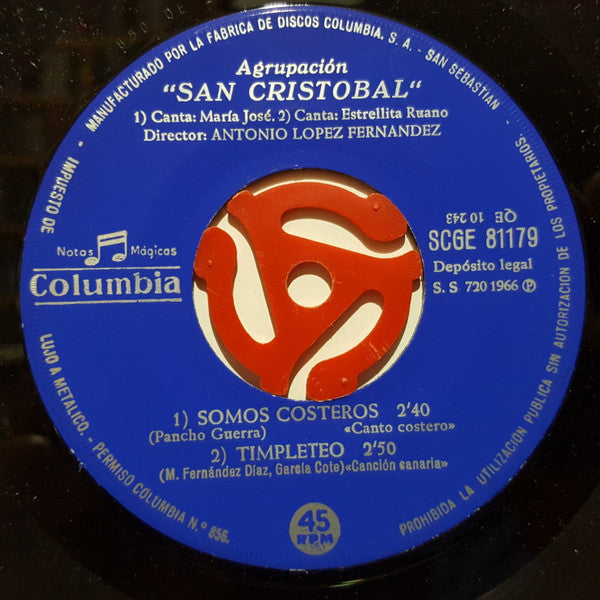 MANUFACTURADO POR LA FABRICA DE DISCOS COLUMBIA. S. A. - SAN SEBASTIAN -
Agrupación
"SAN CRISTOBAL"
1) Canta: María José. 2) Canta: Estrellita Ruano
Director: ANTONIO LOPEZ FERNANDEZ
Notas Mágicas
Columbia
QE 10 243
SCGE 81179
Depósito legal
S. S 720 1966 Ⓟ
1) SOMOS COSTEROS 2'40
(Pancho Guerra) «Canto costero»
2) TIMPLETEO 2'50
(M. Fernández Díaz, García Cote) «Canción sanaria»
45
RPM
IMPUESTO DE LUJO A METALICO. - PERMISO COLUMBIA N.º 856.
PROHIBIDA LA UTILIZACION PUBLICA SIN AUTORIZACION DE LOS PROPIETARIOS.